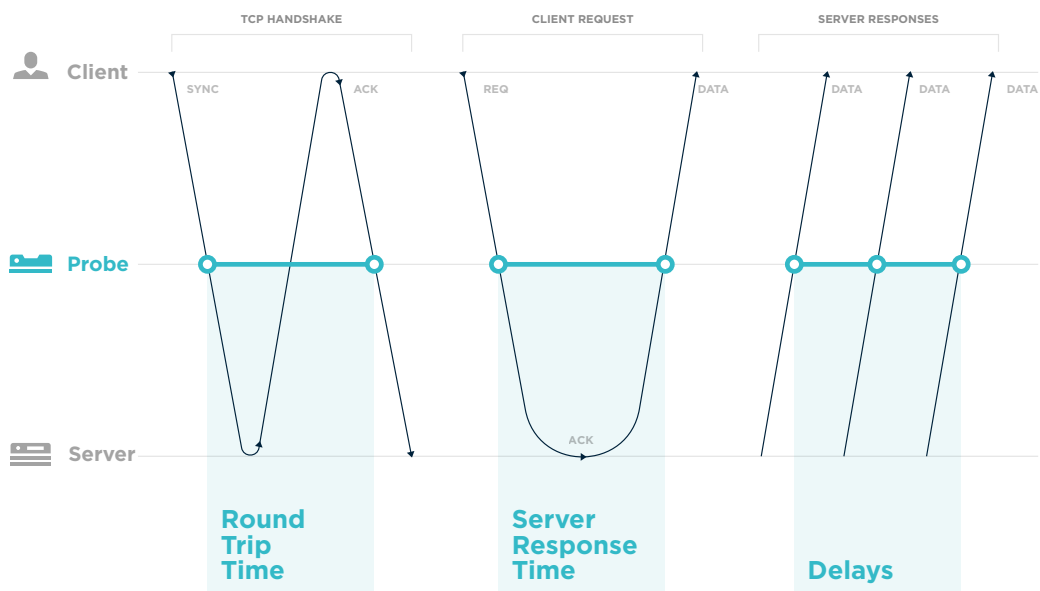 TCP HANDSHAKE
CLIENT REQUEST
SERVER RESPONSES
Client
SYNC
ACK
REQ
DATA
DATA
DATA
DATA
Probe
ACK
Server
Round
Trip
Time
Server
Response
Time
Delays